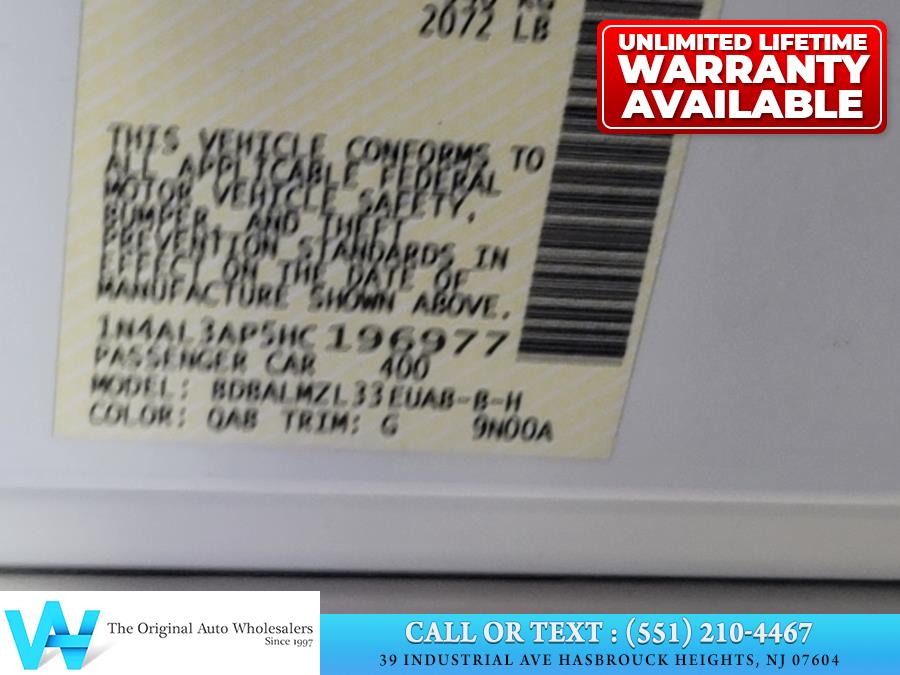 2072 LB
UNLIMITED LIFETIME
WARRANTY
AVAILABLE
THIS VEHICLE CONFORMS TO
ALL APPLICABLE FEDERAL
MOTOR VEHICLE SAFETY,
BUMPER, AND THEFT
PREVENTION STANDARDS IN
EFFECT ON THE DATE OF
MANUFACTURE SHOWN ABOVE.
1N4AL3AP5HC196977
PASSENGER CAR 400
MODEL: BDBALMZL33EUAB-B-H
COLOR: QAB TRIM: G 9N00A
The Original Auto Wholesalers
Since 1997
CALL OR TEXT : (551) 210-4467
39 INDUSTRIAL AVE HASBROUCK HEIGHTS, NJ 07604